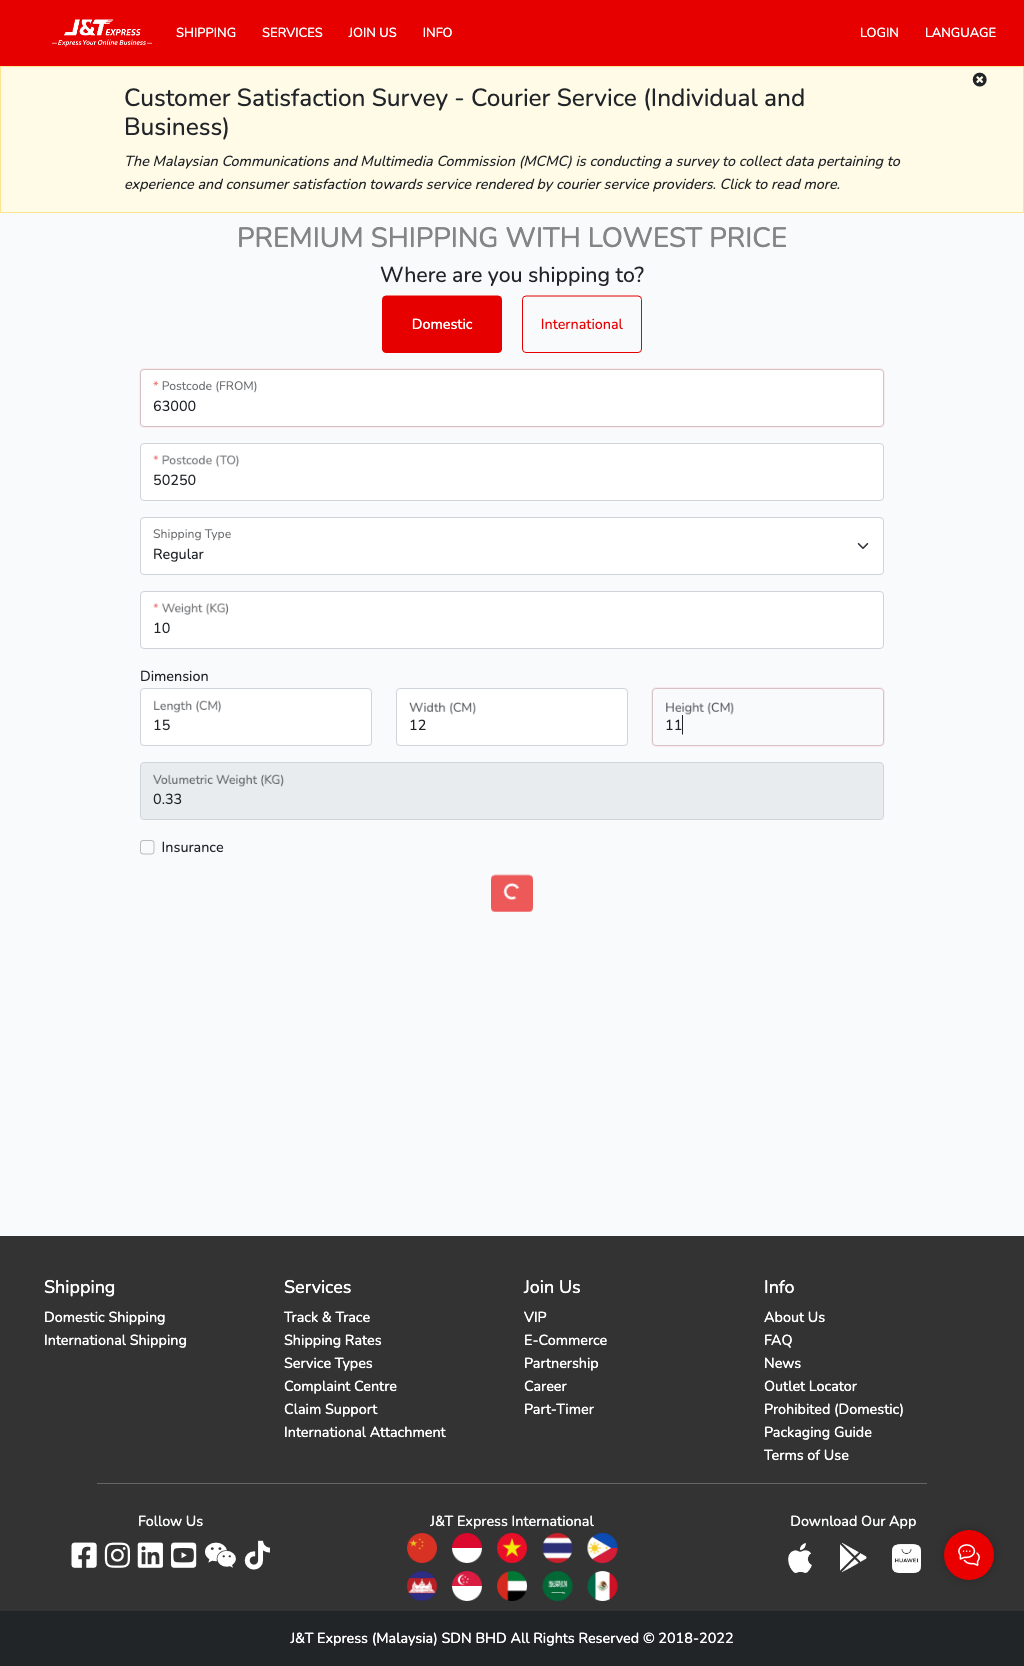 J&T EXPRESS
Express Your Online Business
SHIPPING
SERVICES
JOIN US
INFO
LOGIN
LANGUAGE
Customer Satisfaction Survey - Courier Service (Individual and
Business)
The Malaysian Communications and Multimedia Commission (MCMC) is conducting a survey to collect data pertaining to
experience and consumer satisfaction towards service rendered by courier service providers. Click to read more.
PREMIUM SHIPPING WITH LOWEST PRICE
Where are you shipping to?
Domestic
International
* Postcode (FROM)
63000
* Postcode (TO)
50250
Shipping Type
Regular
* Weight (KG)
10
Dimension
Length (CM)
15
Width (CM)
12
Height (CM)
11
Volumetric Weight (KG)
0.33
Insurance
Shipping
Domestic Shipping
International Shipping
Services
Track & Trace
Shipping Rates
Service Types
Complaint Centre
Claim Support
International Attachment
Join Us
VIP
E-Commerce
Partnership
Career
Part-Timer
Info
About Us
FAQ
News
Outlet Locator
Prohibited (Domestic)
Packaging Guide
Terms of Use
Follow Us
J&T Express International
Download Our App
HUAWEI
J&T Express (Malaysia) SDN BHD All Rights Reserved © 2018-2022